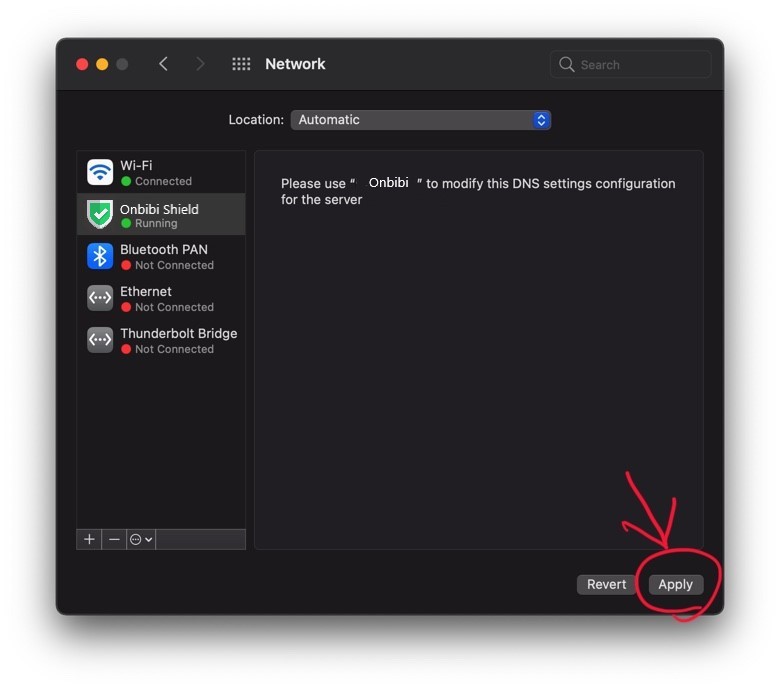 Network
Search
Location: Automatic
Wi-Fi
Connected
Onbibi Shield
Running
Bluetooth PAN
Not Connected
Ethernet
Not Connected
Thunderbolt Bridge
Not Connected
Please use “ Onbibi ” to modify this DNS settings configuration
for the server
Revert Apply